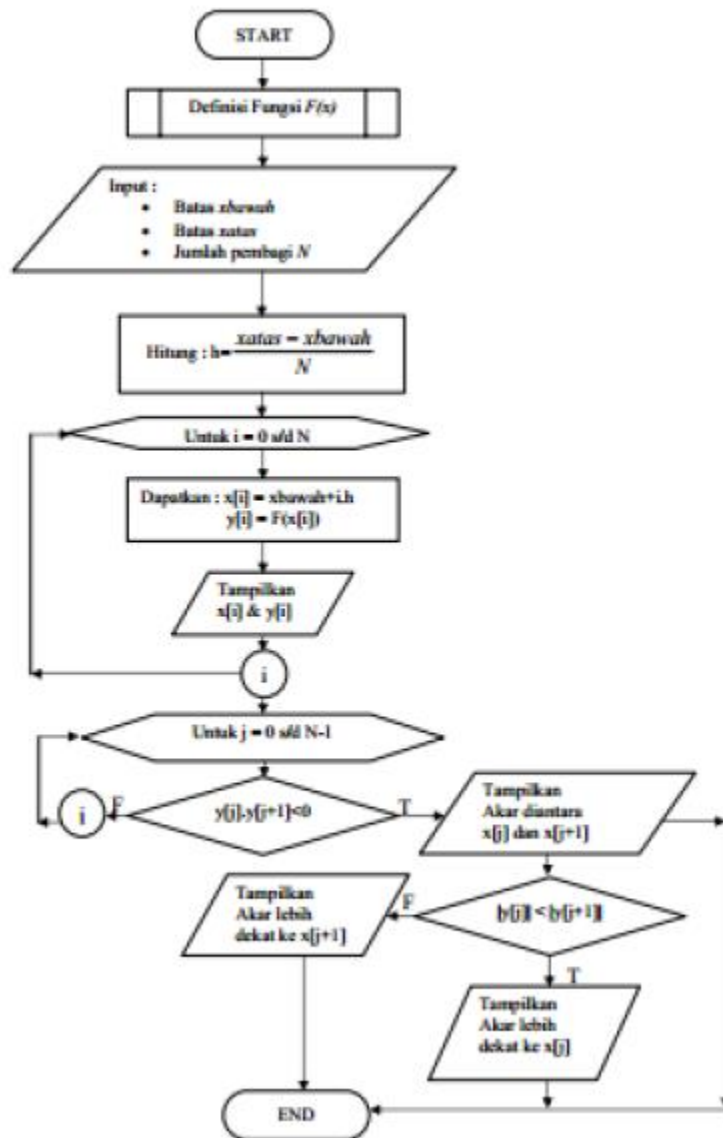 START
Definisi Fungsi F(x)
Input :
• Batas xbawah
• Batas xatas
• Jumlah pembagi N
Hitung : h= xatas – xbawah
N
Untuk i = 0 s/d N
Dapatkan : x[i] = xbawah+i.h
y[i] = F(x[i])
Tampilkan
x[i] & y[i]
i
Untuk j = 0 s/d N-1
y[j].y[j+1]<0
F
i
T
Tampilkan
Akar diantara
x[j] dan x[j+1]
|y[j]| < |y[j+1]|
F
Tampilkan
Akar lebih
dekat ke x[j+1]
T
Tampilkan
Akar lebih
dekat ke x[j]
END